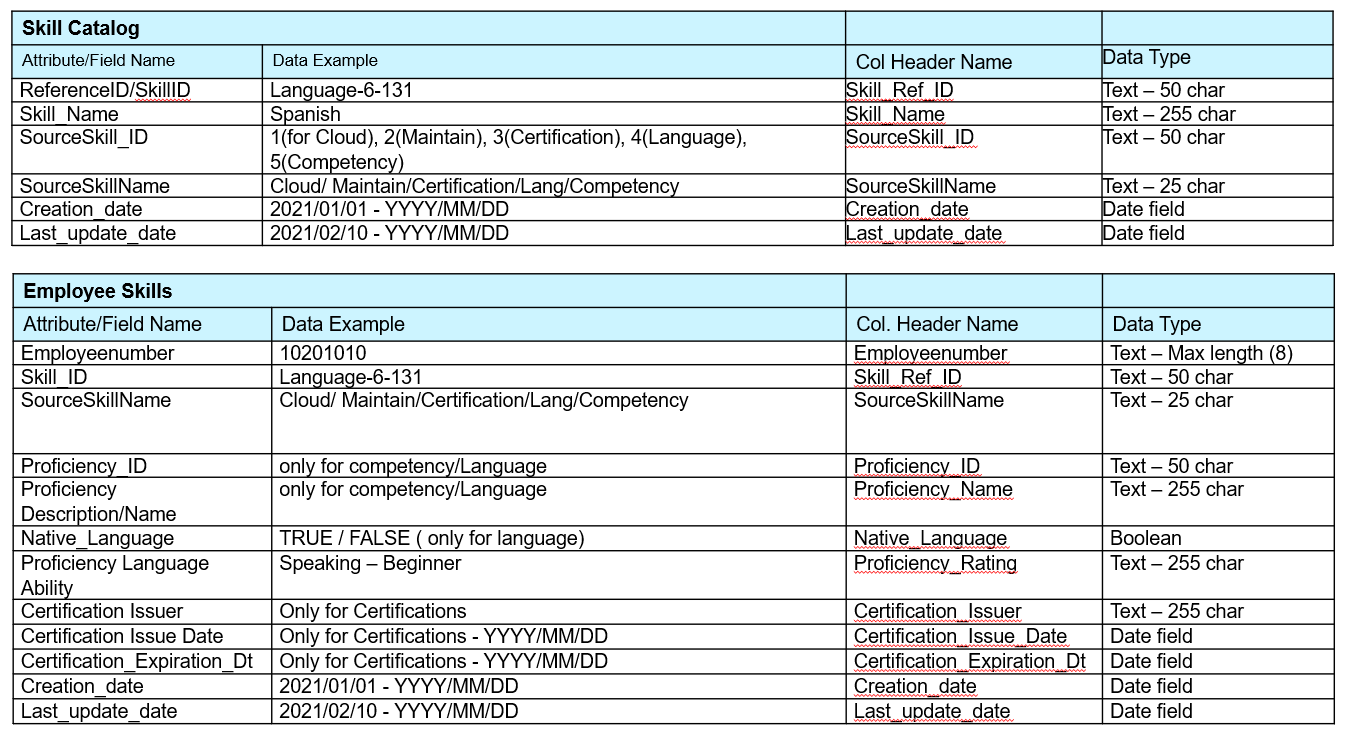 Skill Catalog
Attribute/Field Name Data Example Col Header Name Data Type
ReferenceID/SkillID Language-6-131 Skill_Ref_ID Text – 50 char
Skill_Name Spanish Skill_Name Text – 255 char
SourceSkill_ID 1(for Cloud), 2(Maintain), 3(Certification), 4(Language), SourceSkill_ID Text – 50 char
5(Competency)
SourceSkillName Cloud/ Maintain/Certification/Lang/Competency SourceSkillName Text – 25 char
Creation_date 2021/01/01 - YYYY/MM/DD Creation_date Date field
Last_update_date 2021/02/10 - YYYY/MM/DD Last_update_date Date field
Employee Skills
Attribute/Field Name Data Example Col. Header Name Data Type
Employeenumber 10201010 Employeenumber Text – Max length (8)
Skill_ID Language-6-131 Skill_Ref_ID Text – 50 char
SourceSkillName Cloud/ Maintain/Certification/Lang/Competency SourceSkillName Text – 25 char
Proficiency_ID only for competency/Language Proficiency_ID Text – 50 char
Proficiency only for competency/Language Proficiency_Name Text – 255 char
Description/Name
Native_Language TRUE / FALSE ( only for language) Native_Language Boolean
Proficiency Language Speaking – Beginner Proficiency_Rating Text – 255 char
Ability
Certification Issuer Only for Certifications Certification_Issuer Text – 255 char
Certification Issue Date Only for Certifications - YYYY/MM/DD Certification_Issue_Date Date field
Certification_Expiration_Dt Only for Certifications - YYYY/MM/DD Certification_Expiration_Dt Date field
Creation_date 2021/01/01 - YYYY/MM/DD Creation_date Date field
Last_update_date 2021/02/10 - YYYY/MM/DD Last_update_date Date field